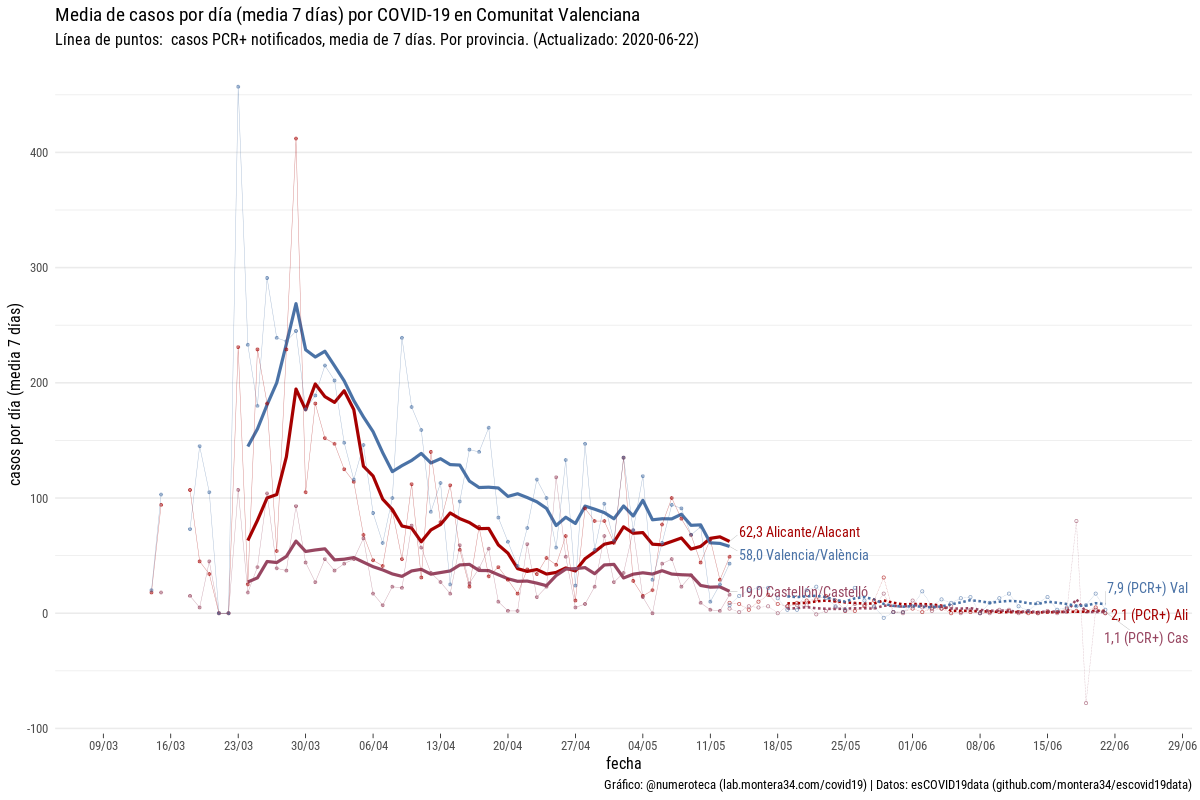 Media de casos por día (media 7 días) por COVID-19 en Comunitat Valenciana
Línea de puntos:  casos PCR+ notificados, media de 7 días. Por provincia. (Actualizado: 2020-06-22)
casos por día (media 7 días)
400
300
200
100
0
-100
62,3 Alicante/Alacant
58,0 Valencia/València
19,0 Castelló/Castelló
7,9 (PCR+) Val
2,1 (PCR+) Ali
1,1 (PCR+) Cas
09/03 16/03 23/03 30/03 06/04 13/04 20/04 27/04 04/05 11/05 18/05 25/05 01/06 08/06 15/06 22/06 29/06
fecha
Gráfico: @numeroteca (lab.montera34.com/covid19) | Datos: esCOVID19data (github.com/montera34/escovid19data)